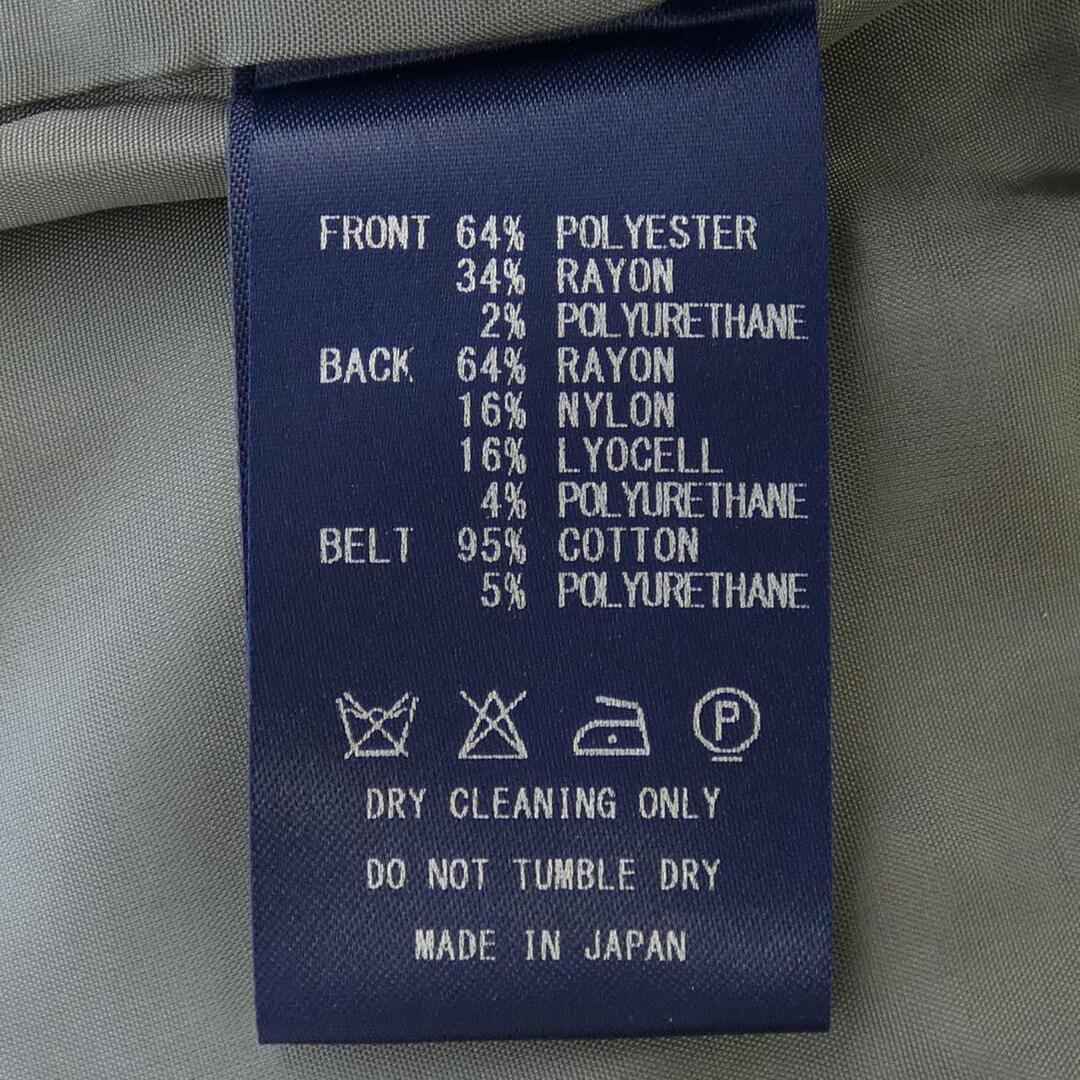 FRONT 64% POLYESTER
34% RAYON
2% POLYURETHANE
BACK 64% RAYON
16% NYLON
16% LYOCELL
4% POLYURETHANE
BELT 95% COTTON
5% POLYURETHANE
P
DRY CLEANING ONLY
DO NOT TUMBLE DRY
MADE IN JAPAN